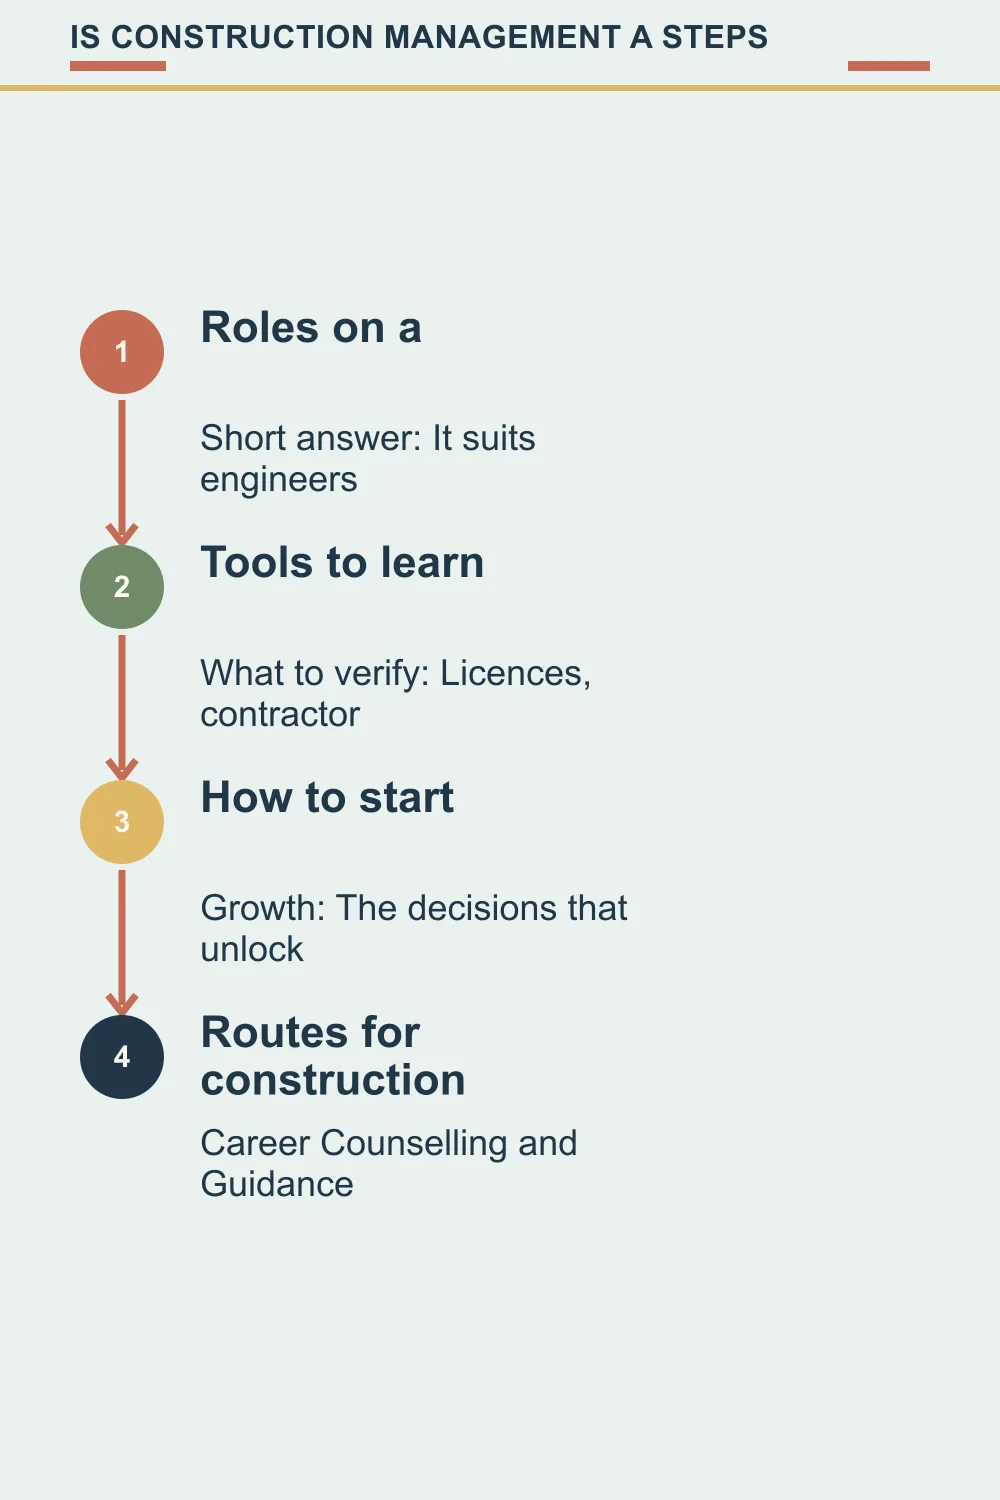 IS CONSTRUCTION MANAGEMENT A STEPS
1
Roles on a
Short answer: It suits
engineers
2
Tools to learn
What to verify: Licences,
contractor
3
How to start
Growth: The decisions that
unlock
4
Routes for
construction
Career Counselling and
Guidance